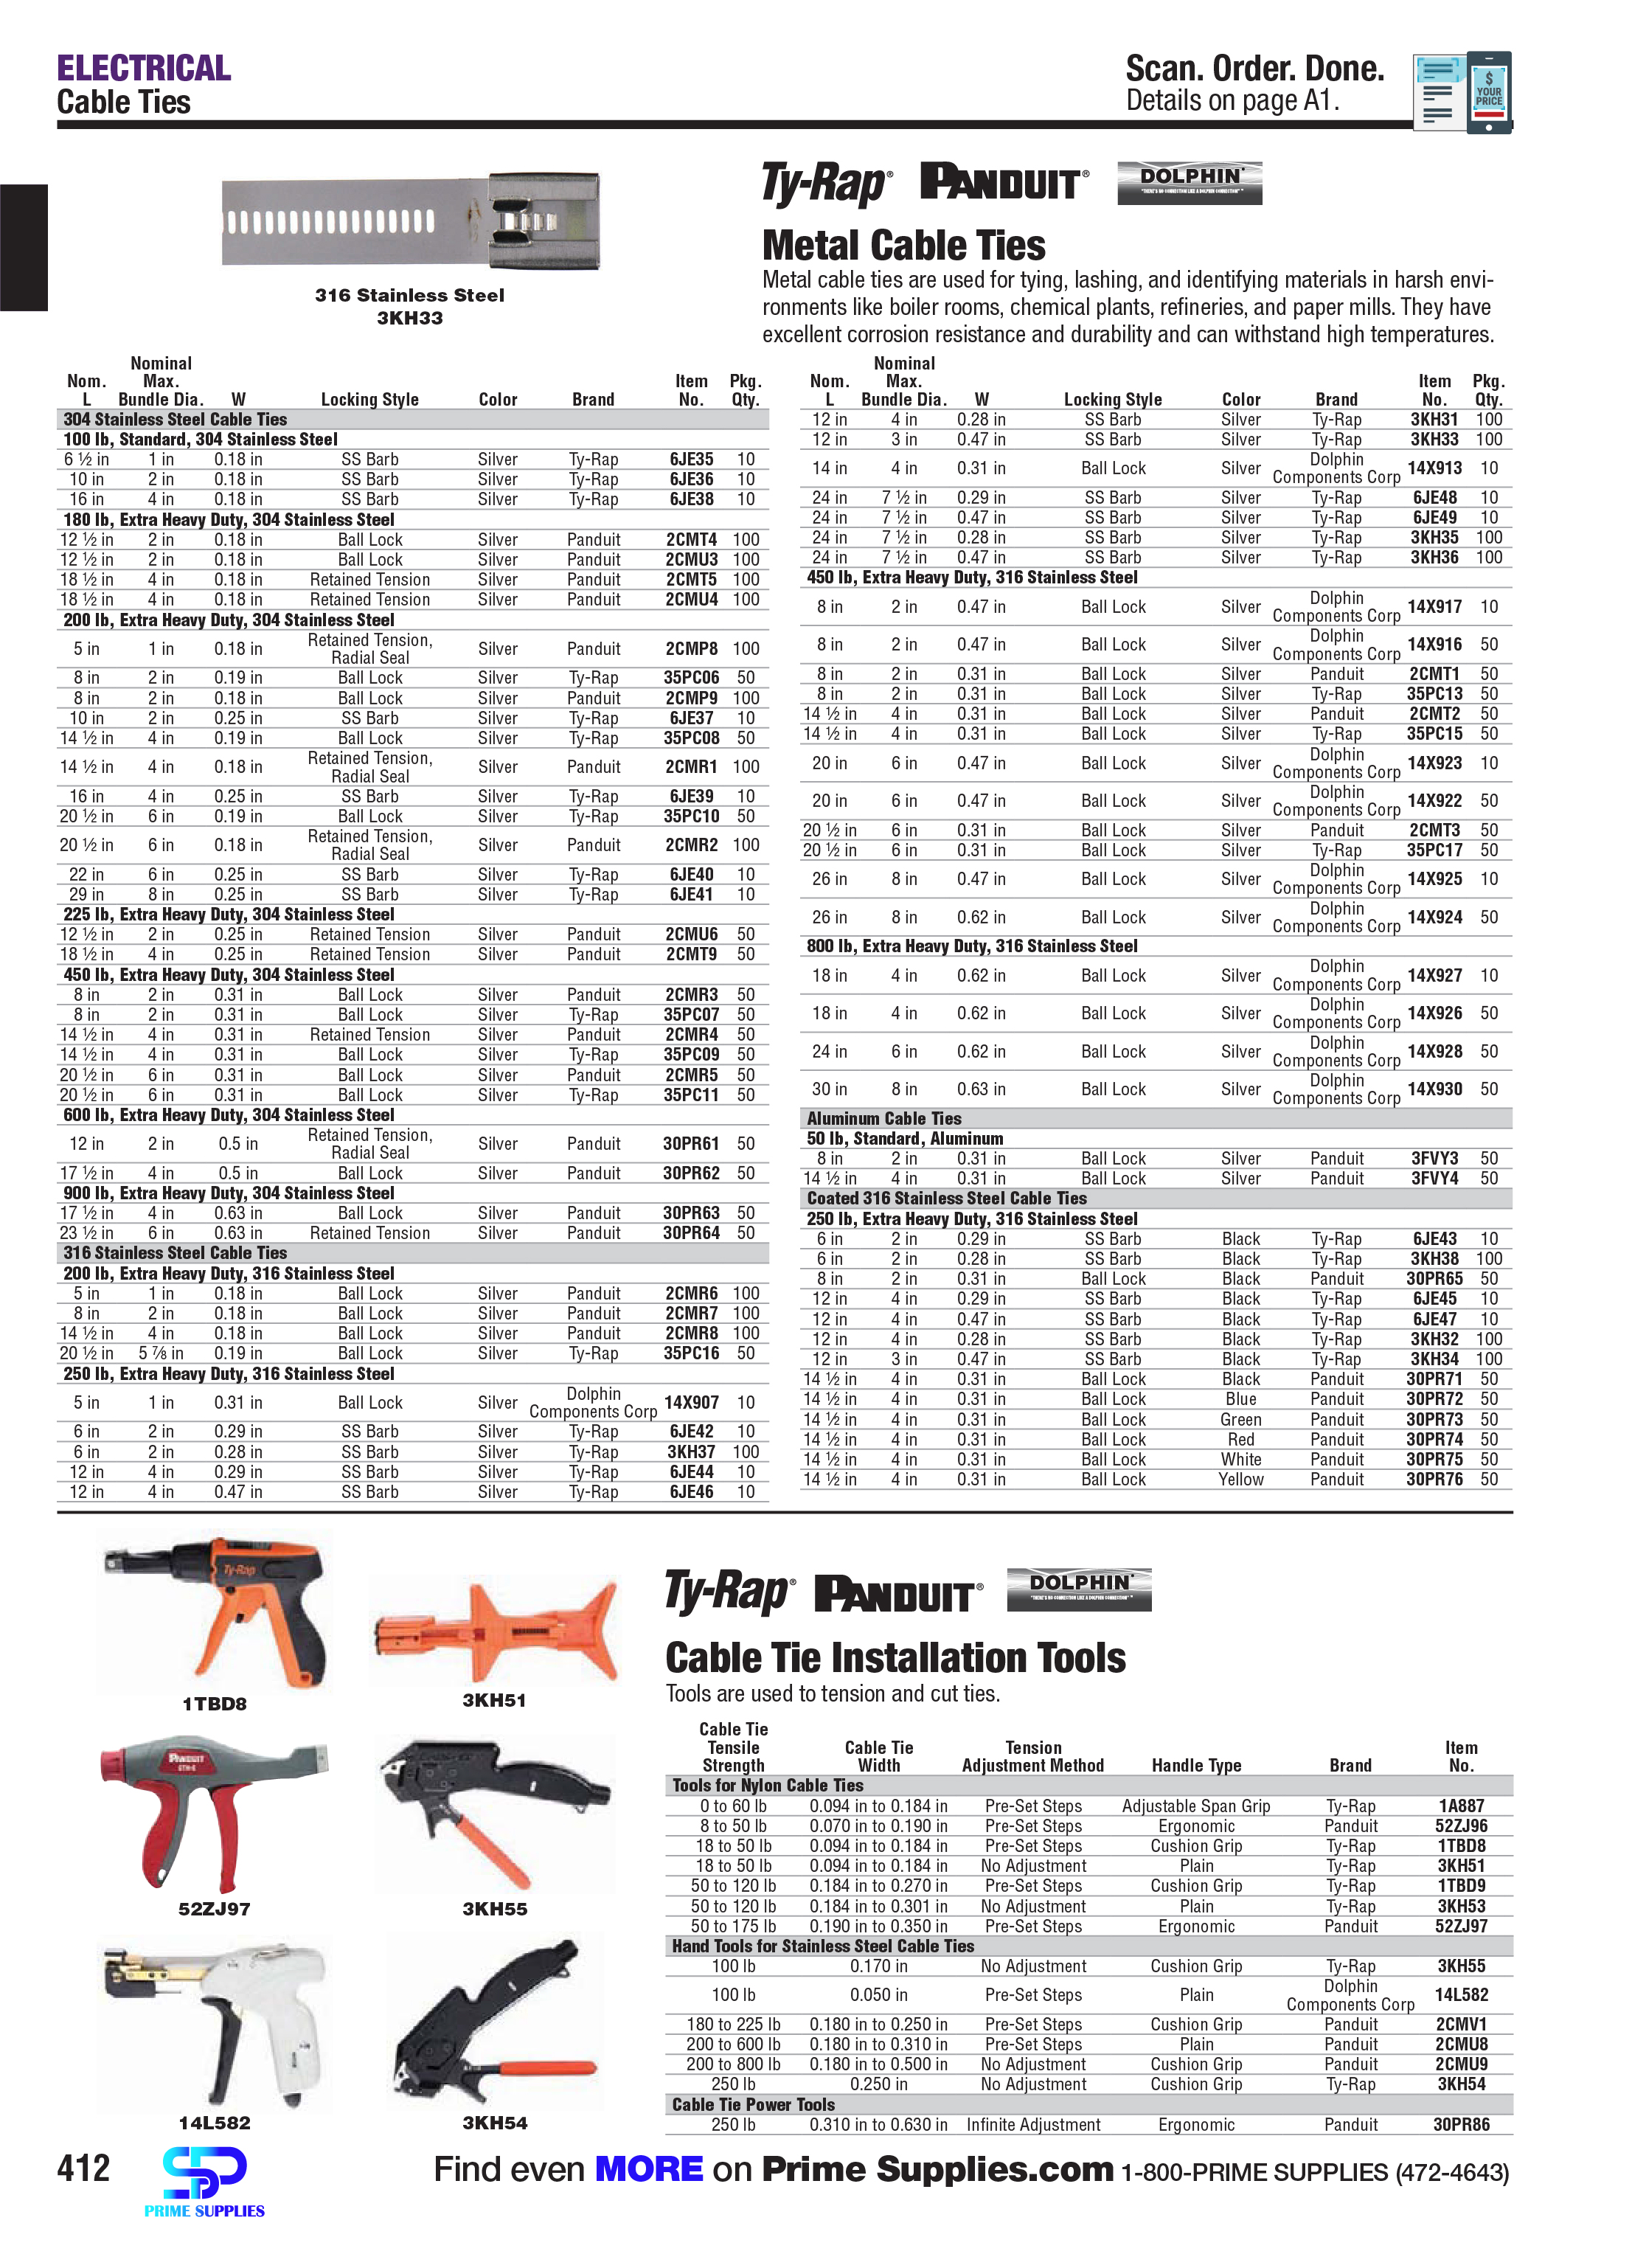 ELECTRICAL
Cable Ties
Scan. Order. Done.
Details on page A1.
$
YOUR
PRICE
316 Stainless Steel
3KH33
Ty-Rap® PANDUIT® DOLPHIN
Metal Cable Ties
Metal cable ties are used for tying, lashing, and identifying materials in harsh envi-
ronments like boiler rooms, chemical plants, refineries, and paper mills. They have
excellent corrosion resistance and durability and can withstand high temperatures.
Nominal
Nom. Max. Item Pkg.
L Bundle Dia. W Locking Style Color Brand No. Qty.
304 Stainless Steel Cable Ties
100 lb, Standard, 304 Stainless Steel
6 ½ in 1 in 0.18 in SS Barb Silver Ty-Rap 6JE35 10
10 in 2 in 0.18 in SS Barb Silver Ty-Rap 6JE36 10
16 in 4 in 0.18 in SS Barb Silver Ty-Rap 6JE38 10
180 lb, Extra Heavy Duty, 304 Stainless Steel
12 ½ in 2 in 0.18 in Ball Lock Silver Panduit 2CMT4 100
12 ½ in 2 in 0.18 in Ball Lock Silver Panduit 2CMU3 100
18 ½ in 4 in 0.18 in Retained Tension Silver Panduit 2CMT5 100
18 ½ in 4 in 0.18 in Retained Tension Silver Panduit 2CMU4 100
200 lb, Extra Heavy Duty, 304 Stainless Steel
5 in 1 in 0.18 in Retained Tension, Radial Seal Silver Panduit 2CMP8 100
8 in 2 in 0.19 in Ball Lock Silver Ty-Rap 35PC06 50
8 in 2 in 0.18 in Ball Lock Silver Panduit 2CMP9 100
10 in 2 in 0.25 in SS Barb Silver Ty-Rap 6JE37 10
14 ½ in 4 in 0.19 in Ball Lock Silver Ty-Rap 35PC08 50
14 ½ in 4 in 0.18 in Retained Tension, Radial Seal Silver Panduit 2CMR1 100
16 in 4 in 0.25 in SS Barb Silver Ty-Rap 6JE39 10
20 ½ in 6 in 0.19 in Ball Lock Silver Ty-Rap 35PC10 50
20 ½ in 6 in 0.18 in Retained Tension, Radial Seal Silver Panduit 2CMR2 100
22 in 6 in 0.25 in SS Barb Silver Ty-Rap 6JE40 10
29 in 8 in 0.25 in SS Barb Silver Ty-Rap 6JE41 10
225 lb, Extra Heavy Duty, 304 Stainless Steel
12 ½ in 2 in 0.25 in Retained Tension Silver Panduit 2CMU6 50
18 ½ in 4 in 0.25 in Retained Tension Silver Panduit 2CMT9 50
450 lb, Extra Heavy Duty, 304 Stainless Steel
8 in 2 in 0.31 in Ball Lock Silver Panduit 2CMR3 50
8 in 2 in 0.31 in Ball Lock Silver Ty-Rap 35PC07 50
14 ½ in 4 in 0.31 in Retained Tension Silver Panduit 2CMR4 50
14 ½ in 4 in 0.31 in Ball Lock Silver Ty-Rap 35PC09 50
20 ½ in 6 in 0.31 in Ball Lock Silver Panduit 2CMR5 50
20 ½ in 6 in 0.31 in Ball Lock Silver Ty-Rap 35PC11 50
600 lb, Extra Heavy Duty, 304 Stainless Steel
12 in 2 in 0.5 in Retained Tension, Radial Seal Silver Panduit 30PR61 50
17 ½ in 4 in 0.5 in Ball Lock Silver Panduit 30PR62 50
900 lb, Extra Heavy Duty, 304 Stainless Steel
17 ½ in 4 in 0.63 in Ball Lock Silver Panduit 30PR63 50
23 ½ in 6 in 0.63 in Retained Tension Silver Panduit 30PR64 50
316 Stainless Steel Cable Ties
200 lb, Extra Heavy Duty, 316 Stainless Steel
5 in 1 in 0.18 in Ball Lock Silver Panduit 2CMR6 100
8 in 2 in 0.18 in Ball Lock Silver Panduit 2CMR7 100
14 ½ in 4 in 0.18 in Ball Lock Silver Panduit 2CMR8 100
20 ½ in 5 ⅞ in 0.19 in Ball Lock Silver Ty-Rap 35PC16 50
250 lb, Extra Heavy Duty, 316 Stainless Steel
5 in 1 in 0.31 in Ball Lock Silver Dolphin Components Corp 14X907 10
6 in 2 in 0.29 in SS Barb Silver Ty-Rap 6JE42 10
6 in 2 in 0.28 in SS Barb Silver Ty-Rap 3KH37 100
12 in 4 in 0.29 in SS Barb Silver Ty-Rap 6JE44 10
12 in 4 in 0.47 in SS Barb Silver Ty-Rap 6JE46 10
Nominal
Nom. Max. Item Pkg.
L Bundle Dia. W Locking Style Color Brand No. Qty.
12 in 4 in 0.28 in SS Barb Silver Ty-Rap 3KH31 100
12 in 3 in 0.47 in SS Barb Silver Ty-Rap 3KH33 100
14 in 4 in 0.31 in Ball Lock Silver Dolphin Components Corp 14X913 10
24 in 7 ½ in 0.29 in SS Barb Silver Ty-Rap 6JE48 10
24 in 7 ½ in 0.47 in SS Barb Silver Ty-Rap 6JE49 10
24 in 7 ½ in 0.28 in SS Barb Silver Ty-Rap 3KH35 100
24 in 7 ½ in 0.47 in SS Barb Silver Ty-Rap 3KH36 100
450 lb, Extra Heavy Duty, 316 Stainless Steel
8 in 2 in 0.47 in Ball Lock Silver Dolphin Components Corp 14X917 10
8 in 2 in 0.47 in Ball Lock Silver Dolphin Components Corp 14X916 50
8 in 2 in 0.31 in Ball Lock Silver Panduit 2CMT1 50
8 in 2 in 0.31 in Ball Lock Silver Ty-Rap 35PC13 50
14 ½ in 4 in 0.31 in Ball Lock Silver Panduit 2CMT2 50
14 ½ in 4 in 0.31 in Ball Lock Silver Ty-Rap 35PC15 50
20 in 6 in 0.47 in Ball Lock Silver Dolphin Components Corp 14X923 10
20 in 6 in 0.47 in Ball Lock Silver Dolphin Components Corp 14X922 50
20 ½ in 6 in 0.31 in Ball Lock Silver Panduit 2CMT3 50
20 ½ in 6 in 0.31 in Ball Lock Silver Ty-Rap 35PC17 50
26 in 8 in 0.47 in Ball Lock Silver Dolphin Components Corp 14X925 10
26 in 8 in 0.62 in Ball Lock Silver Dolphin Components Corp 14X924 50
800 lb, Extra Heavy Duty, 316 Stainless Steel
18 in 4 in 0.62 in Ball Lock Silver Dolphin Components Corp 14X927 10
18 in 4 in 0.62 in Ball Lock Silver Dolphin Components Corp 14X926 50
24 in 6 in 0.62 in Ball Lock Silver Dolphin Components Corp 14X928 50
30 in 8 in 0.63 in Ball Lock Silver Dolphin Components Corp 14X930 50
Aluminum Cable Ties
50 lb, Standard, Aluminum
8 in 2 in 0.31 in Ball Lock Silver Panduit 3FVY3 50
14 ½ in 4 in 0.31 in Ball Lock Silver Panduit 3FVY4 50
Coated 316 Stainless Steel Cable Ties
250 lb, Extra Heavy Duty, 316 Stainless Steel
6 in 2 in 0.29 in SS Barb Black Ty-Rap 6JE43 10
6 in 2 in 0.28 in SS Barb Black Ty-Rap 3KH38 100
8 in 2 in 0.31 in Ball Lock Black Panduit 30PR65 50
12 in 4 in 0.29 in SS Barb Black Ty-Rap 6JE45 10
12 in 4 in 0.47 in SS Barb Black Ty-Rap 6JE47 10
12 in 4 in 0.28 in SS Barb Black Ty-Rap 3KH32 100
12 in 3 in 0.47 in SS Barb Black Ty-Rap 3KH34 100
14 ½ in 4 in 0.31 in Ball Lock Black Panduit 30PR71 50
14 ½ in 4 in 0.31 in Ball Lock Blue Panduit 30PR72 50
14 ½ in 4 in 0.31 in Ball Lock Green Panduit 30PR73 50
14 ½ in 4 in 0.31 in Ball Lock Red Panduit 30PR74 50
14 ½ in 4 in 0.31 in Ball Lock White Panduit 30PR75 50
14 ½ in 4 in 0.31 in Ball Lock Yellow Panduit 30PR76 50
Ty-Rap
1TBD8
3KH51
PANDUIT
52ZJ97
3KH55
14L582
3KH54
Ty-Rap® PANDUIT® DOLPHIN
Cable Tie Installation Tools
Tools are used to tension and cut ties.
Cable Tie
Tensile Cable Tie Tension Item
Strength Width Adjustment Method Handle Type Brand No.
Tools for Nylon Cable Ties
0 to 60 lb 0.094 in to 0.184 in Pre-Set Steps Adjustable Span Grip Ty-Rap 1A887
8 to 50 lb 0.070 in to 0.190 in Pre-Set Steps Ergonomic Panduit 52ZJ96
18 to 50 lb 0.094 in to 0.184 in Pre-Set Steps Cushion Grip Ty-Rap 1TBD8
18 to 50 lb 0.094 in to 0.184 in No Adjustment Plain Ty-Rap 3KH51
50 to 120 lb 0.184 in to 0.270 in Pre-Set Steps Cushion Grip Ty-Rap 1TBD9
50 to 120 lb 0.184 in to 0.301 in No Adjustment Plain Ty-Rap 3KH53
50 to 175 lb 0.190 in to 0.350 in Pre-Set Steps Ergonomic Panduit 52ZJ97
Hand Tools for Stainless Steel Cable Ties
100 lb 0.170 in No Adjustment Cushion Grip Ty-Rap 3KH55
100 lb 0.050 in Pre-Set Steps Plain Dolphin Components Corp 14L582
180 to 225 lb 0.180 in to 0.250 in Pre-Set Steps Cushion Grip Panduit 2CMV1
200 to 600 lb 0.180 in to 0.310 in Pre-Set Steps Plain Panduit 2CMU8
200 to 800 lb 0.180 in to 0.500 in No Adjustment Cushion Grip Panduit 2CMU9
250 lb 0.250 in No Adjustment Cushion Grip Ty-Rap 3KH54
Cable Tie Power Tools
250 lb 0.310 in to 0.630 in Infinite Adjustment Ergonomic Panduit 30PR86
412
PRIME SUPPLIES
Find even MORE on Prime Supplies.com 1-800-PRIME SUPPLIES (472-4643)